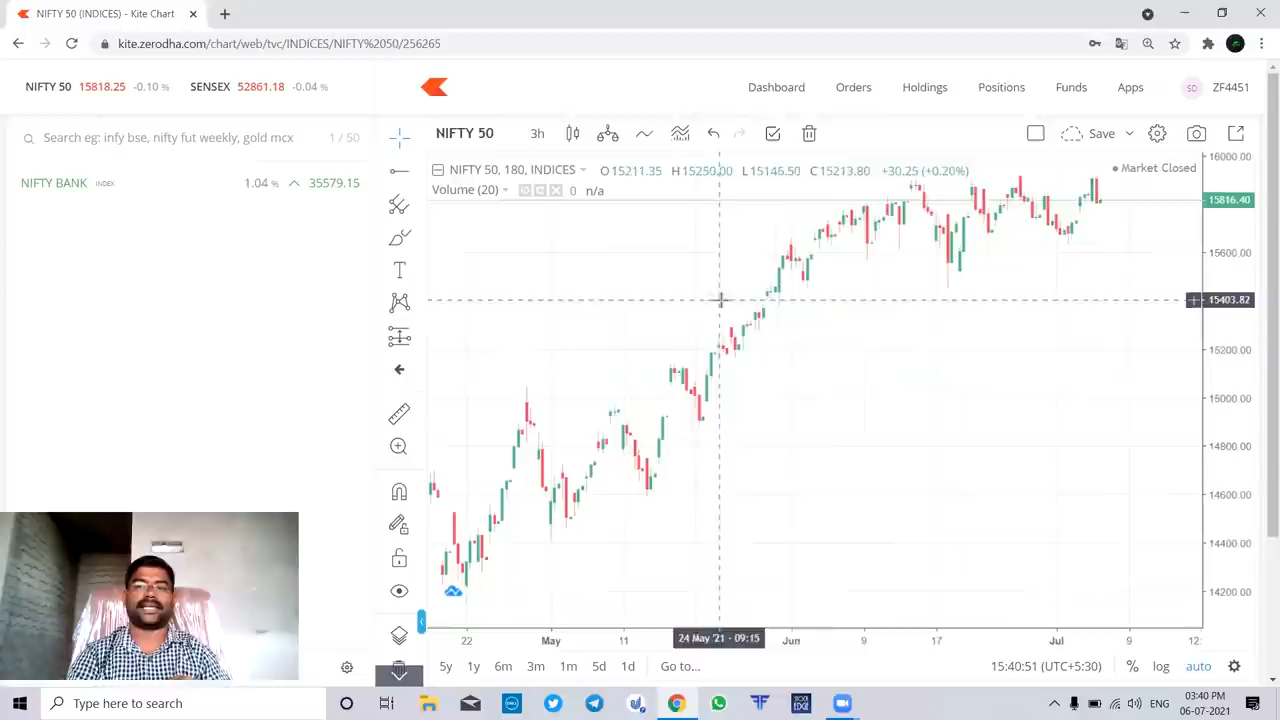 NIFTY 50 (INDICES) - Kite Chart
kite.zerodha.com/chart/web/tvc/INDICES/NIFTY%2050/256265
NIFTY 50 15818.25 -0.10 % SENSEX 52861.18 -0.04 %
Dashboard Orders Holdings Positions Funds Apps SD ZF4451
Search eg: infy bse, nifty fut weekly, gold mcx 1 / 50
NIFTY BANK INDEX 1.04 % 35579.15
NIFTY 50 3h Save
NIFTY 50, 180, INDICES O 15211.35 H 15250.00 L 15146.50 C 15213.80 +30.25 (+0.20%)
Market Closed
Volume (20) 0 n/a
16000.00
15816.40
15600.00
15403.82
15200.00
15000.00
14800.00
14600.00
14400.00
14200.00
22 May 11 24 May '21 - 09:15 Jun 9 17 Jul 9 12:
5y 1y 6m 3m 1m 5d 1d Go to... 15:40:51 (UTC+5:30) % log auto
Type here to search
ENG
03:40 PM
06-07-2021
DELL
STOCK EDGE